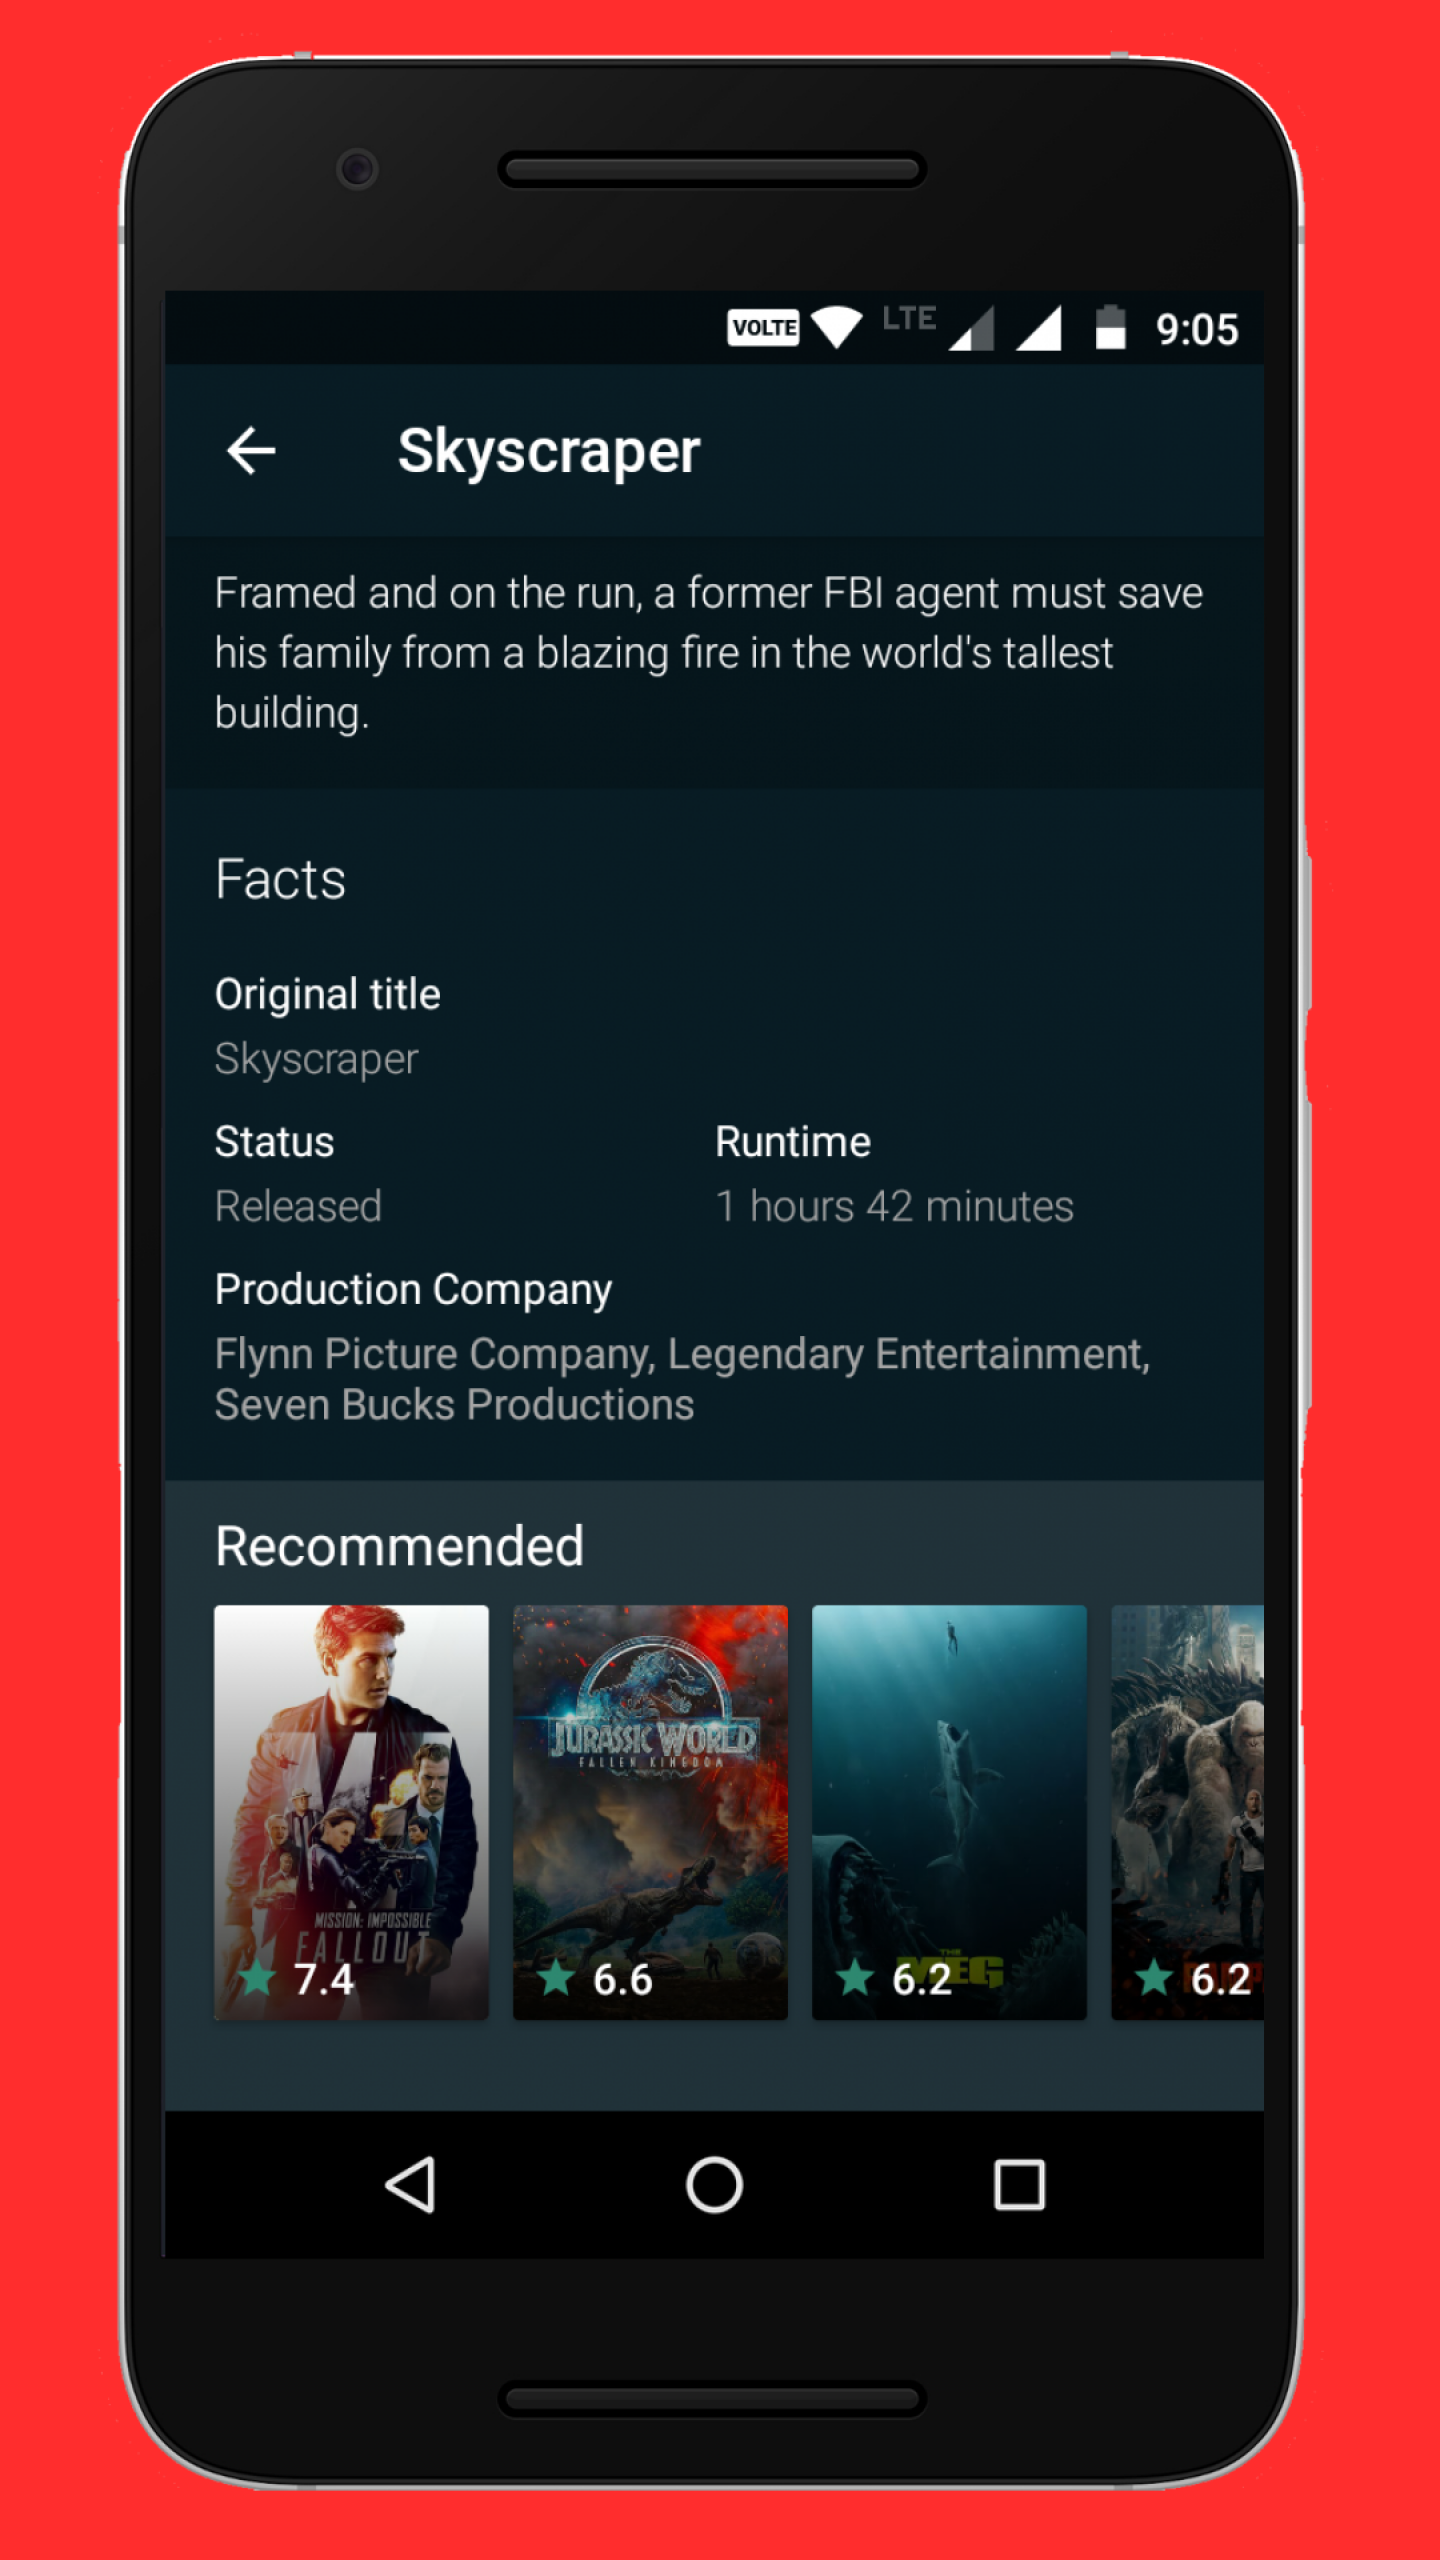 VOLTE LTE 9:05
Skyscraper
Framed and on the run, a former FBI agent must save
his family from a blazing fire in the world's tallest
building.
Facts
Original title
Skyscraper
Status Runtime
Released 1 hours 42 minutes
Production Company
Flynn Picture Company, Legendary Entertainment,
Seven Bucks Productions
Recommended
MISSION: IMPOSSIBLE
FALLOUT
7.4
JURASSIC WORLD
FALLEN KINGDOM
6.6
THE
MEG
6.2
6.2